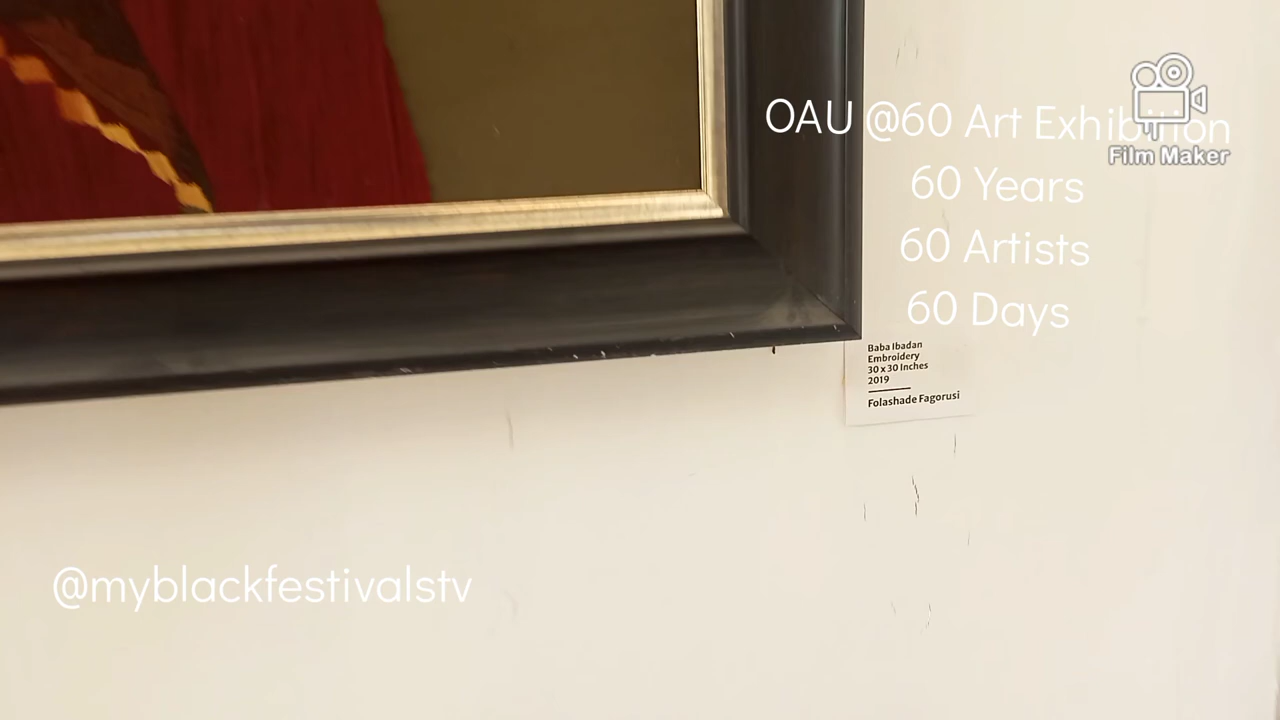 OAU @60 Art Exhibition
Film Maker
60 Years
60 Artists
60 Days
Baba Ibadan
Embroidery
30 x 30 Inches
2019
Folashade Fagorusi
@myblackfestivalstv